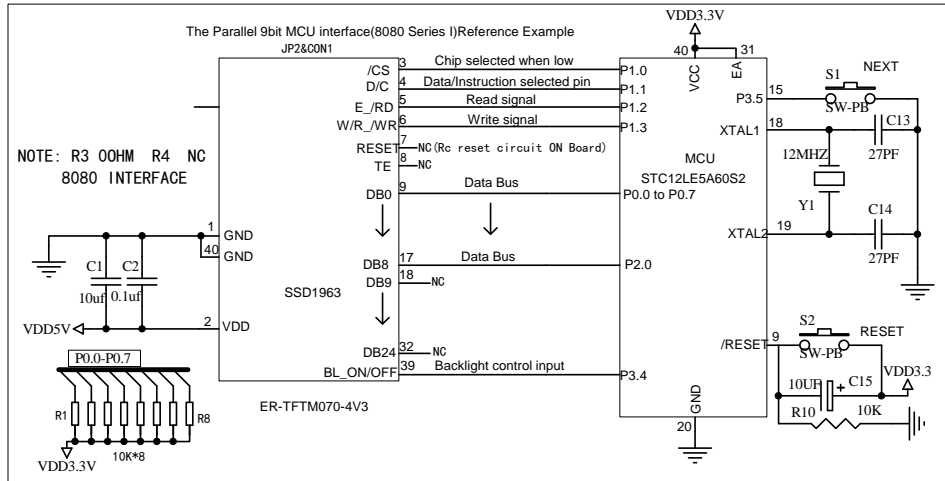 The Parallel 9bit MCU interface(8080 Series I)Reference Example
JP2&CON1
/CS
3
Chip selected when low
P1.0
D/C
4
Data/Instruction selected pin
P1.1
E_/RD
5
Read signal
P1.2
W/R_/WR
6
Write signal
P1.3
RESET
7
NC(Rc reset circuit ON Board)
TE
8
NC
DB0
9
Data Bus
P0.0 to P0.7
DB8
17
Data Bus
P2.0
DB9
18
NC
SSD1963
DB24
32
NC
BL_ON/OFF
39
Backlight control input
P3.4
ER-TFTM070-4V3
NOTE: R3 0OHM R4 NC
8080 INTERFACE
1
GND
40
GND
C1
C2
10uf
0.1uf
VDD5V
2
VDD
P0.0-P0.7
R1
R8
VDD3.3V
10K*8
VDD3.3V
40
31
VCC
EA
MCU
STC12LE5A60S2
P3.5
15
S1
NEXT
SW-PB
XTAL1
18
C13
27PF
12MHZ
Y1
XTAL2
19
C14
27PF
/RESET
9
S2
RESET
SW-PB
10UF
+
C15
VDD3.3
R10
10K
GND
20